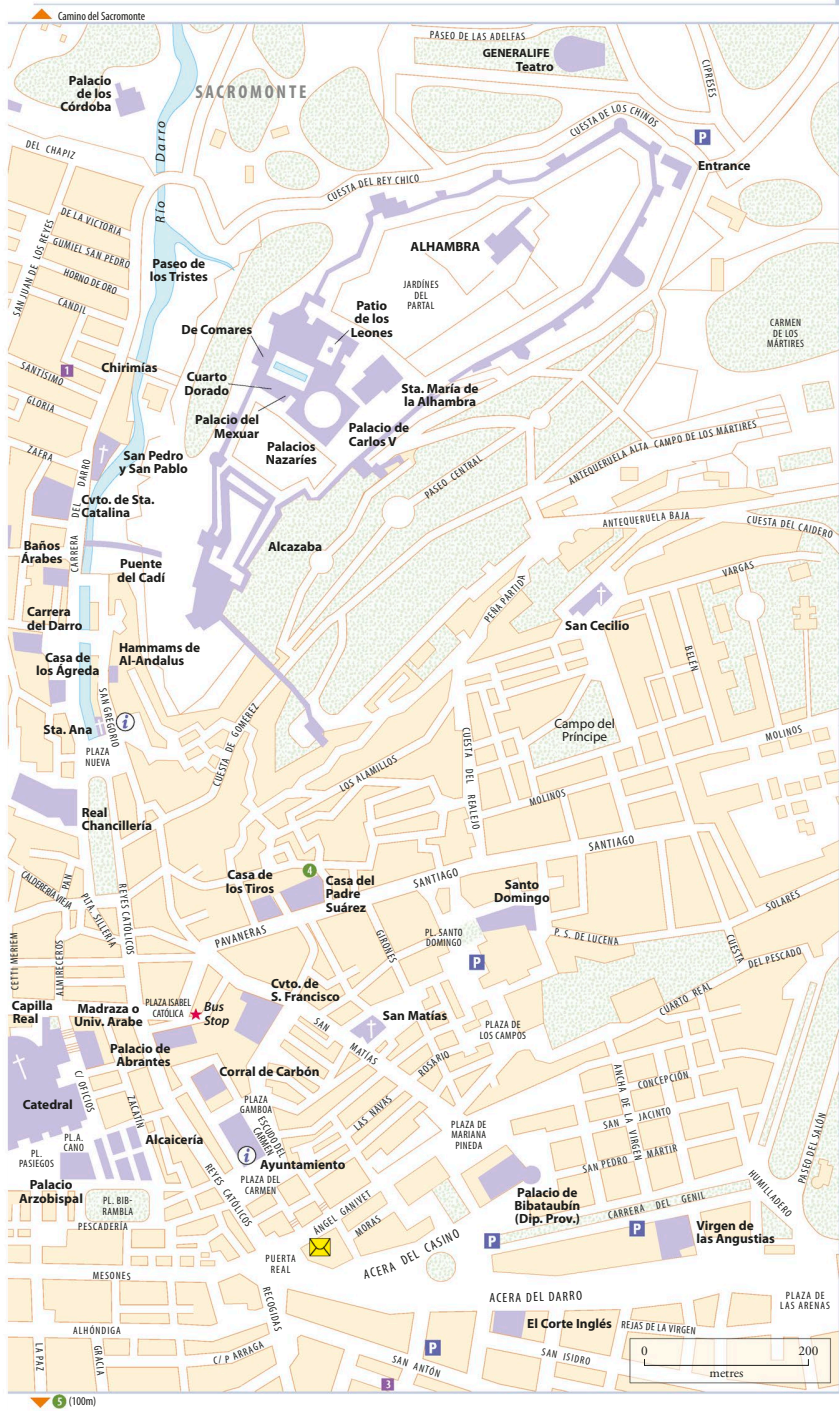 Camino del Sacromonte
PASEO DE LAS ADELFAS
GENERALIFE
Teatro
CIPRESES
Palacio
de los
Córdoba
SACROMONTE
Río Darro
CUESTA DE LOS CHINOS
P
Entrance
DEL CHAPIZ
CUESTA DEL REY CHICO
DE LA VICTORIA
GUMIEL SAN PEDRO
HORNO DE ORO
CANDIL
SAN JUAN DE LOS REYES
Paseo de
los Tristes
ALHAMBRA
JARDÍNES
DEL
PARTAL
Patio
de los
Leones
De Comares
CARMEN
DE LOS
MÁRTIRES
1
Chirimías
SANTÍSIMO
GLORIA
Cuarto
Dorado
Sta. María de
la Alhambra
Palacio del
Mexuar
Palacio de
Carlos V
Palacios
Nazaríes
ZAFRA
San Pedro
y San Pablo
CARRERA DEL DARRO
Cvto. de Sta.
Catalina
PASEO CENTRAL
ANTEQUERUELA ALTA CAMPO DE LOS MÁRTIRES
ANTEQUERUELA BAJA
CUESTA DEL CAIDERO
Alcazaba
Baños
Árabes
Puente
del Cadí
VARGAS
PEÑA PARTIDA
San Cecilio
Carrera
del Darro
Hammams de
Al-Andalus
Casa de
los Ágreda
BELÉN
SAN GREGORIO
Sta. Ana
i
PLAZA
NUEVA
CUESTA DE GOMEREZ
Campo del
Príncipe
MOLINOS
LOS ALAMILLOS
CUESTA DEL REALEJO
MOLINOS
Real
Chancillería
SANTIAGO
4
Casa de
los Tiros
Casa del
Padre
Suárez
SANTIAGO
Santo
Domingo
CALDERERÍA VIEJA
PAN
PLTA. SILLERIA
REYES CATÓLICOS
SOLARES
PAVANERAS
GIRONES
PL. SANTO
DOMINGO
P. S. DE LUCENA
CUESTA
DEL PESCADO
P
CETTI MERIEM
ALMIRECEROS
Cvto. de
S. Francisco
CUARTO REAL
Capilla
Real
Madraza o
Univ. Arabe
PLAZA ISABEL
CATÓLICA
Bus
Stop
San Matías
SAN MATIAS
PLAZA DE
LOS CAMPOS
Palacio de
Abrantes
ROSARIO
Corral de Carbón
ANCHA DE LA VIRGEN
CONCEPCIÓN
C/ OFICIOS
Catedral
ZACATÍN
PLAZA
GAMBOA
LAS NAVAS
SAN JACINTO
PLAZA DE
MARIANA
PINEDA
PL. A.
CANO
Alcaicería
ESCUDO DEL
CARMEN
PL.
PASIEGOS
i
Ayuntamiento
SAN PEDRO MÁRTIR
PASEO DEL SALÓN
REYES CATÓLICOS
PLAZA DEL
CARMEN
Palacio
Arzobispal
PL. BIB-
RAMBLA
Palacio de
Bibataubín
(Dip. Prov.)
HUMILLADERO
CARRERA DEL GENIL
PESCADERÍA
ÁNGEL GANIVET
MORAS
P
P
Virgen de
las Angustias
PUERTA
REAL
ACERA DEL CASINO
MESONES
RECOGIDAS
ACERA DEL DARRO
PLAZA DE
LAS ARENAS
ALHÓNDIGA
El Corte Inglés
REJAS DE LA VIRGEN
LA PAZ
GRACIA
C/ P ARRAGA
P
SAN ANTÓN
SAN ISIDRO
0 200
metres
3
5 (100m)